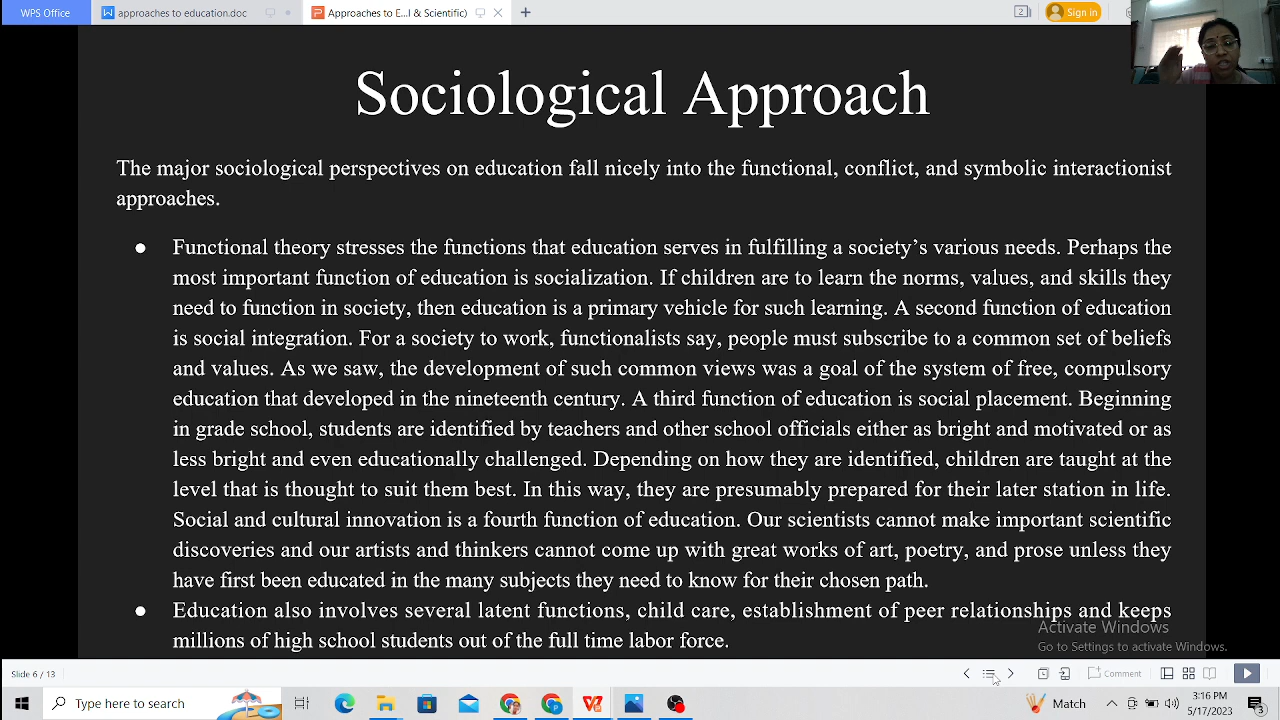 WPS Office
approaches to education.doc
Approaches to E...l & Scientific)
2
Sign in
Sociological Approach
The major sociological perspectives on education fall nicely into the functional, conflict, and symbolic interactionist
approaches.
● Functional theory stresses the functions that education serves in fulfilling a society’s various needs. Perhaps the
most important function of education is socialization. If children are to learn the norms, values, and skills they
need to function in society, then education is a primary vehicle for such learning. A second function of education
is social integration. For a society to work, functionalists say, people must subscribe to a common set of beliefs
and values. As we saw, the development of such common views was a goal of the system of free, compulsory
education that developed in the nineteenth century. A third function of education is social placement. Beginning
in grade school, students are identified by teachers and other school officials either as bright and motivated or as
less bright and even educationally challenged. Depending on how they are identified, children are taught at the
level that is thought to suit them best. In this way, they are presumably prepared for their later station in life.
Social and cultural innovation is a fourth function of education. Our scientists cannot make important scientific
discoveries and our artists and thinkers cannot come up with great works of art, poetry, and prose unless they
have first been educated in the many subjects they need to know for their chosen path.
● Education also involves several latent functions, child care, establishment of peer relationships and keeps
millions of high school students out of the full time labor force.
Activate Windows
Go to Settings to activate Windows.
Slide 6 / 13
Comment
Type here to search
Match
3:16 PM
5/17/2023
3